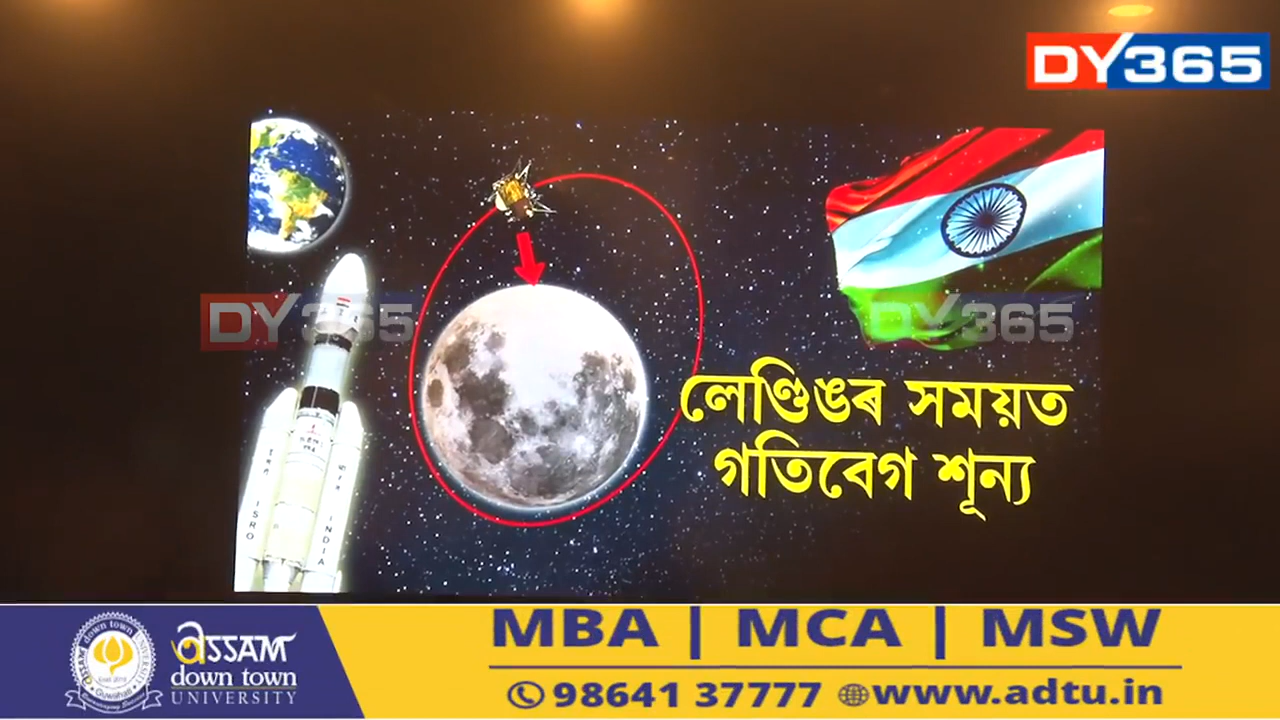 DY365
DY365
DY365
লেণ্ডিঙৰ সময়ত
গতিবেগ শূন্য
ISRO
INDIA
MBA | MCA | MSW
98641 37777 www.adtu.in
assam
down town
UNIVERSITY
down town
Guwahati